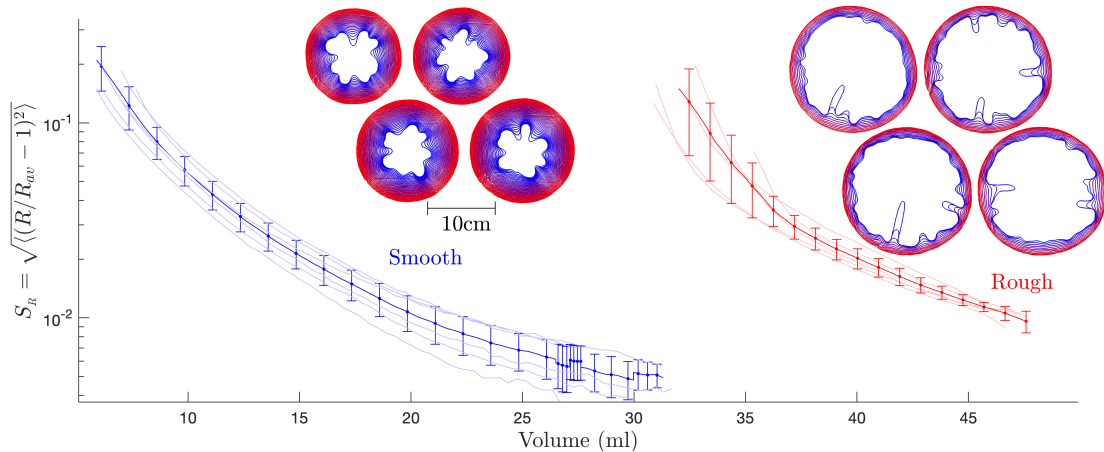 S_R = √⟨(R/R_av − 1)²⟩
10⁻¹
10⁻²
10cm
Smooth
Rough
10 15 20 25 30 35 40 45
Volume (ml)